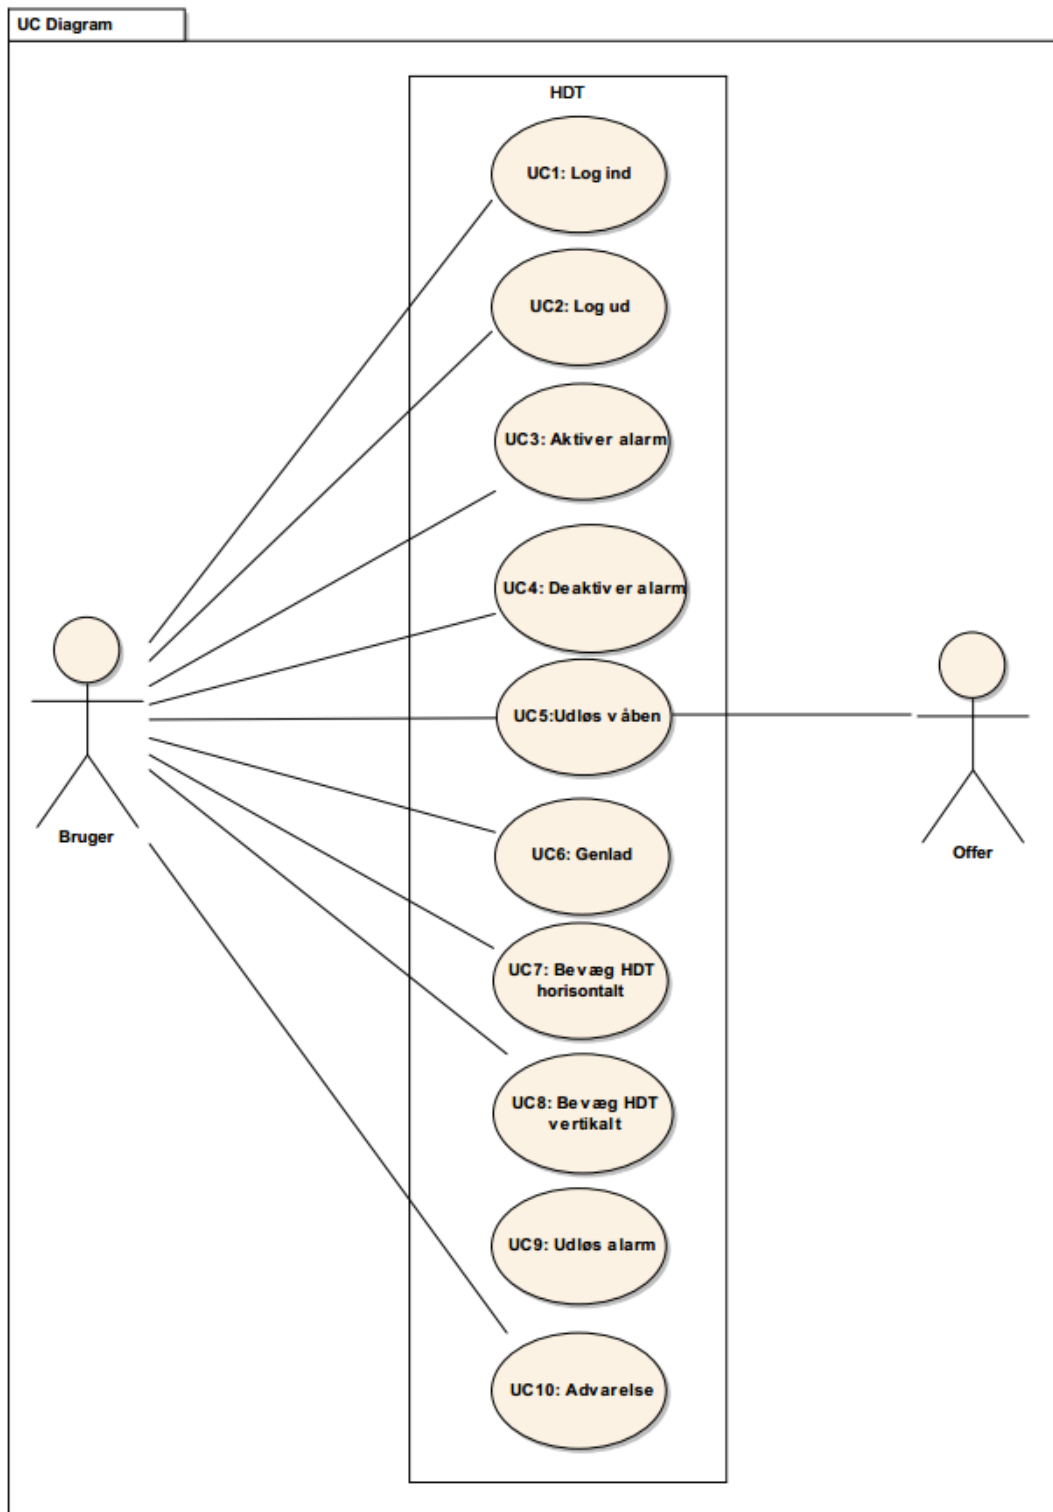 UC Diagram
HDT
UC1: Log ind
UC2: Log ud
UC3: Aktiver alarm
UC4: Deaktiver alarm
UC5:Udløs våben
Bruger
Offer
UC6: Genlad
UC7: Bevæg HDT
horisontalt
UC8: Bevæg HDT
vertikalt
UC9: Udløs alarm
UC10: Advarelse